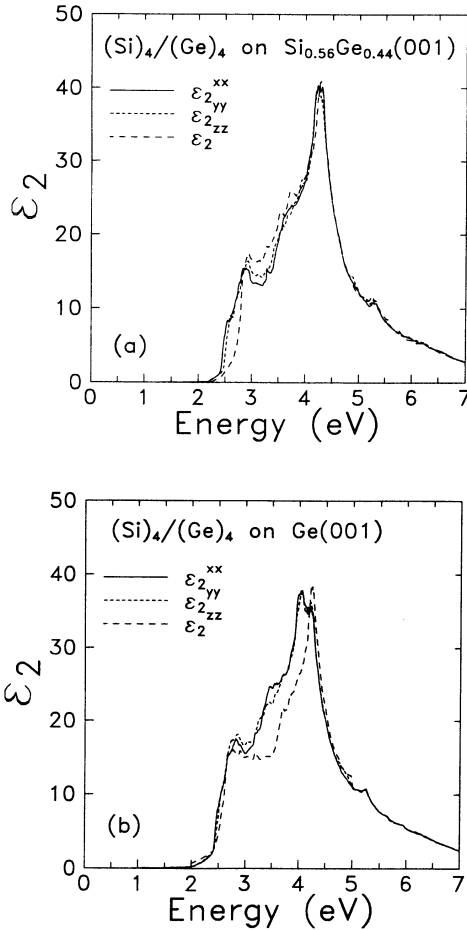 (Si)₄/(Ge)₄ on Si₀.₅₆Ge₀.₄₄(001)
ε₂ˣˣ
ε₂ʸʸ
ε₂ᶻᶻ
ε₂
50
40
30
20
10
0
(a)
0 1 2 3 4 5 6 7
Energy (eV)
(Si)₄/(Ge)₄ on Ge(001)
ε₂ˣˣ
ε₂ʸʸ
ε₂ᶻᶻ
ε₂
50
40
30
20
10
0
(b)
0 1 2 3 4 5 6 7
Energy (eV)